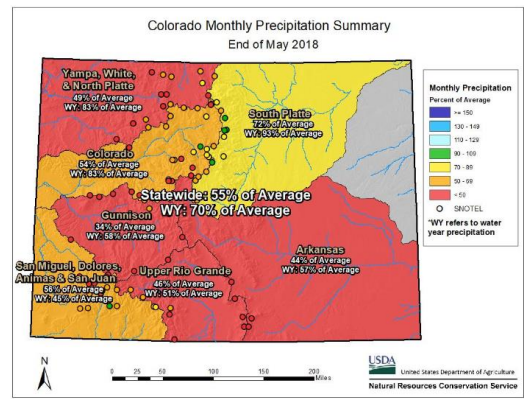 Colorado Monthly Precipitation Summary
End of May 2018
Yampa, White,
& North Platte
49% of Average
WY: 83% of Average
South Platte
72% of Average
WY: 93% of Average
Colorado
54% of Average
WY: 83% of Average
Statewide: 55% of Average
WY: 70% of Average
Gunnison
34% of Average
WY: 58% of Average
Arkansas
44% of Average
WY: 57% of Average
San Miguel, Dolores,
Animas & San Juan
56% of Average
WY: 45% of Average
Upper Rio Grande
46% of Average
WY: 51% of Average
Monthly Precipitation
Percent of Average
>= 150
130 - 149
110 - 129
90 - 109
70 - 89
50 - 69
< 50
SNOTEL
*WY refers to water
year precipitation
N
0 25 50 100 150 200
Miles
USDA
United States Department of Agriculture
Natural Resources Conservation Service